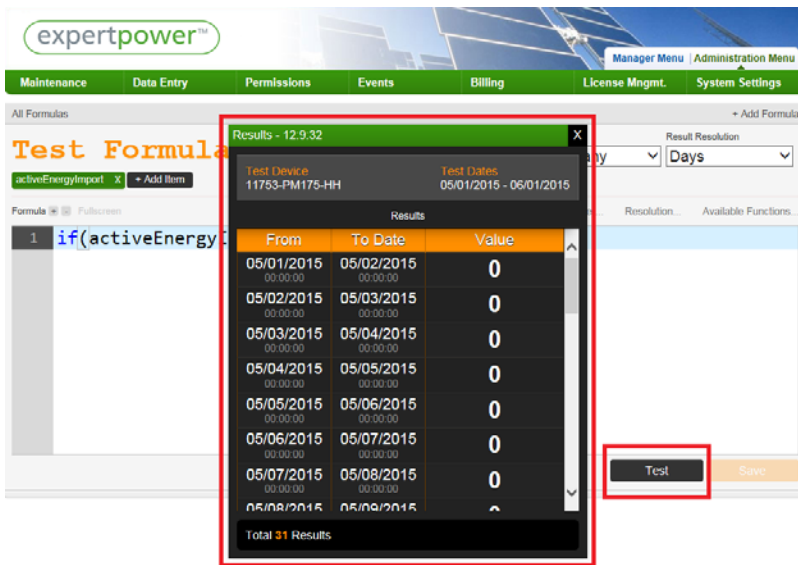 expertpower™
Manager Menu | Administration Menu
Maintenance Data Entry Permissions Events Billing License Mngmt. System Settings
All Formulas + Add Formula
Test Formula
Result Resolution
Days
activeEnergyImport X + Add Item
Formula Fullscreen Resolution... Available Functions...
1 if(activeEnergyI
Results - 12:9:32 X
Test Device Test Dates
11753-PM175-HH 05/01/2015 - 06/01/2015
Results
From To Date Value
05/01/2015 05/02/2015 0
00:00:00 00:00:00
05/02/2015 05/03/2015 0
00:00:00 00:00:00
05/03/2015 05/04/2015 0
00:00:00 00:00:00
05/04/2015 05/05/2015 0
00:00:00 00:00:00
05/05/2015 05/06/2015 0
00:00:00 00:00:00
05/06/2015 05/07/2015 0
00:00:00 00:00:00
05/07/2015 05/08/2015 0
00:00:00 00:00:00
05/08/2015 05/09/2015
Total 31 Results
Test Save